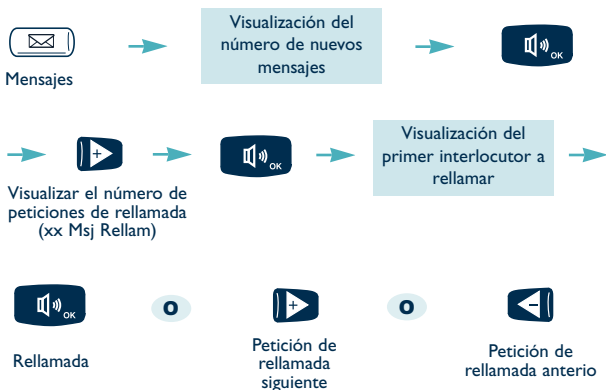 Visualización del
número de nuevos
mensajes
OK
Mensajes
+
OK
Visualización del
primer interlocutor a
rellamar
Visualizar el número de
peticiones de rellamada
(xx Msj Rellam)
OK
o
+
o
-
Rellamada
Petición de
rellamada
siguiente
Petición de
rellamada anterio